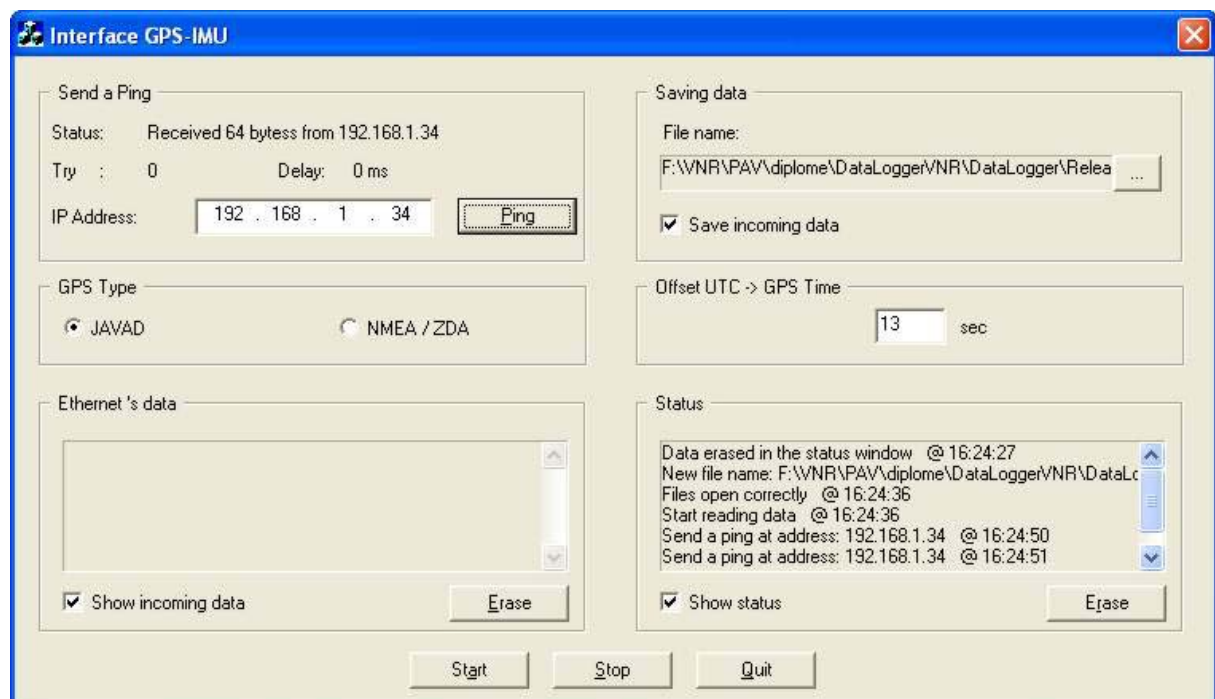 Interface GPS-IMU
Send a Ping
Status: Received 64 bytess from 192.168.1.34
Try : 0 Delay: 0 ms
IP Address: 192 . 168 . 1 . 34 Ping
Saving data
File name:
F:\VNR\PAV\diplome\DataLoggerVNR\DataLogger\Relea ...
Save incoming data
GPS Type
JAVAD NMEA / ZDA
Offset UTC -> GPS Time
13 sec
Ethernet 's data
Show incoming data Erase
Status
Data erased in the status window @ 16:24:27
New file name: F:\VNR\PAV\diplome\DataLoggerVNR\DataLo
Files open correctly @ 16:24:36
Start reading data @ 16:24:36
Send a ping at address: 192.168.1.34 @ 16:24:50
Send a ping at address: 192.168.1.34 @ 16:24:51
Show status Erase
Start Stop Quit